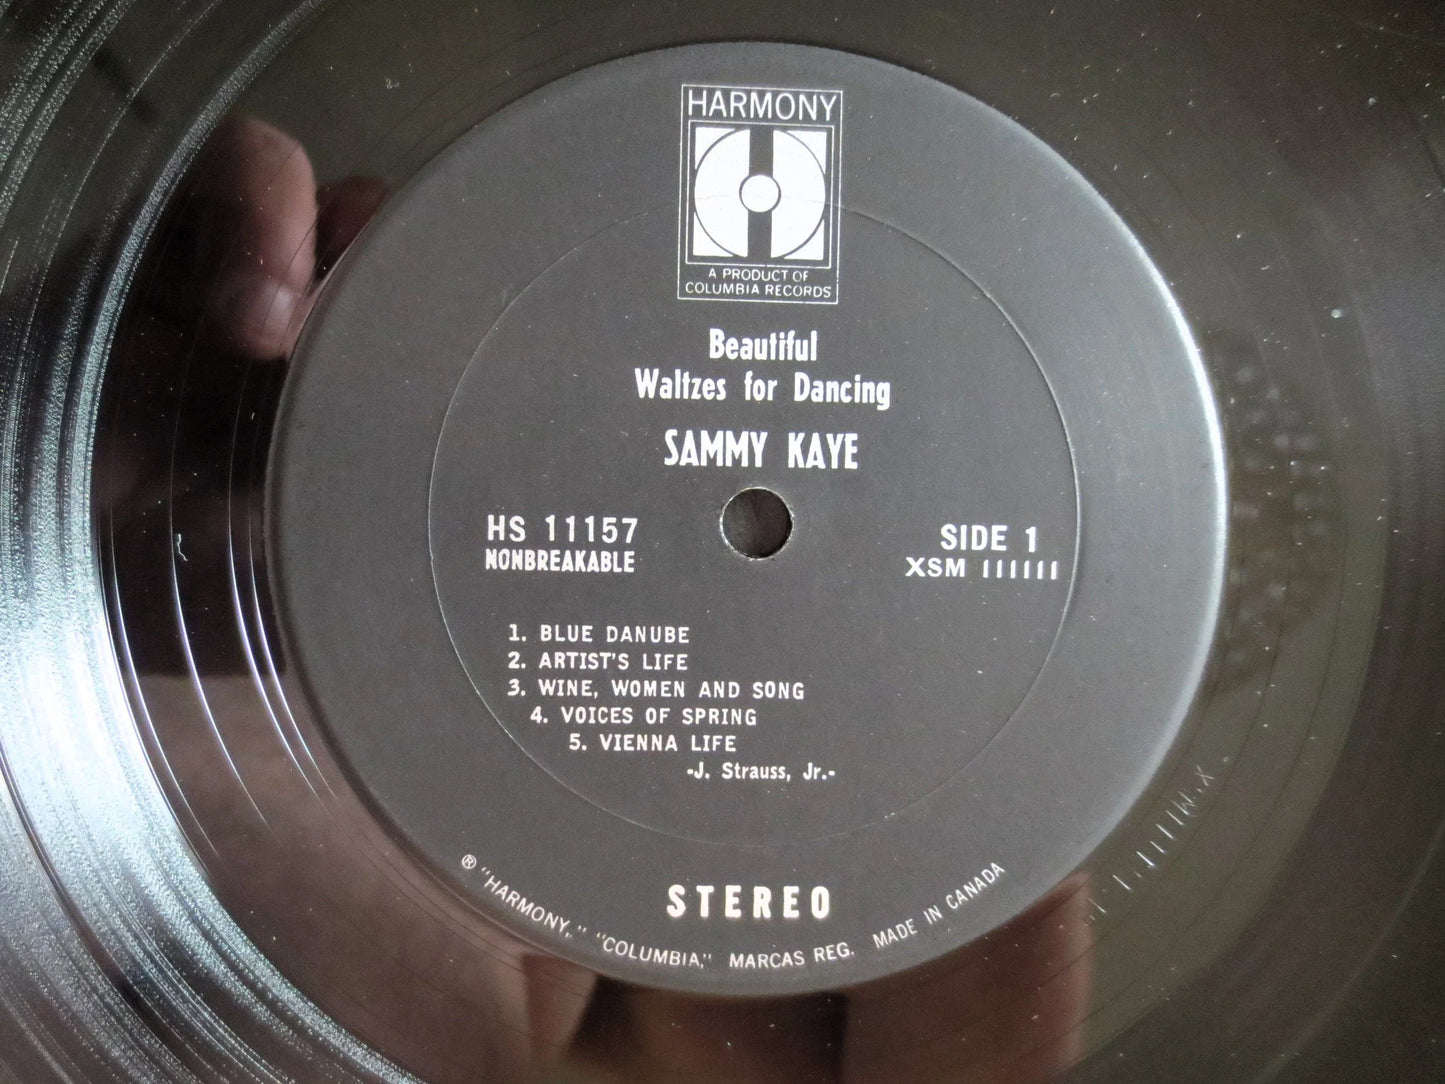 HARMONY
A PRODUCT OF
COLUMBIA RECORDS
Beautiful
Waltzes for Dancing
SAMMY KAYE
HS 11157
NONBREAKABLE
SIDE 1
XSM 111111
1. BLUE DANUBE
2. ARTIST'S LIFE
3. WINE, WOMEN AND SONG
4. VOICES OF SPRING
5. VIENNA LIFE
-J. Strauss, Jr.-
STEREO
® "HARMONY," "COLUMBIA," MARCAS REG. MADE IN CANADA